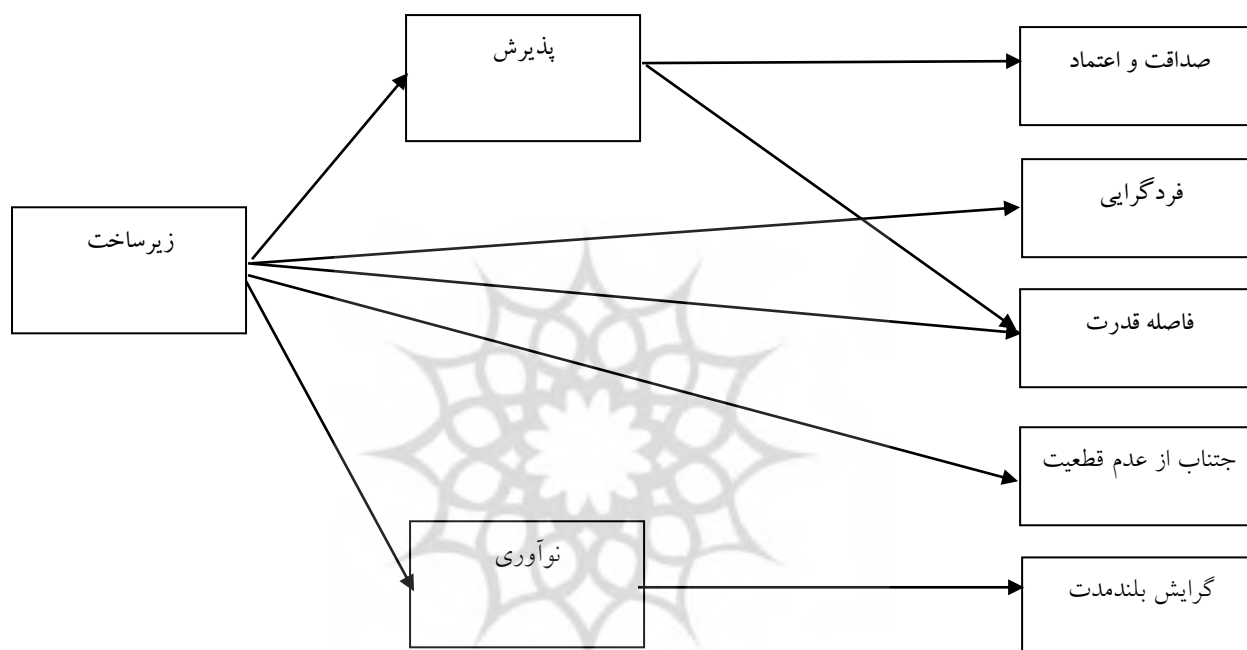 پذیرش
صداقت و اعتماد
فردگرایی
زیرساخت
فاصله قدرت
جتناب از عدم قطعیت
نوآوری
گرایش بلندمدت